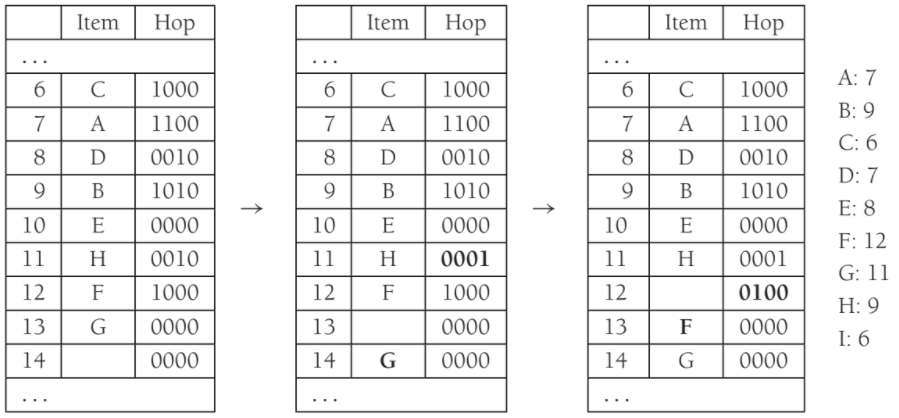 Item Hop
...
6 C 1000
7 A 1100
8 D 0010
9 B 1010
10 E 0000
11 H 0010
12 F 1000
13 G 0000
14 0000
...
→
Item Hop
...
6 C 1000
7 A 1100
8 D 0010
9 B 1010
10 E 0000
11 H 0001
12 F 1000
13 0000
14 G 0000
...
→
Item Hop
...
6 C 1000
7 A 1100
8 D 0010
9 B 1010
10 E 0000
11 H 0001
12 0100
13 F 0000
14 G 0000
...
A: 7
B: 9
C: 6
D: 7
E: 8
F: 12
G: 11
H: 9
I: 6